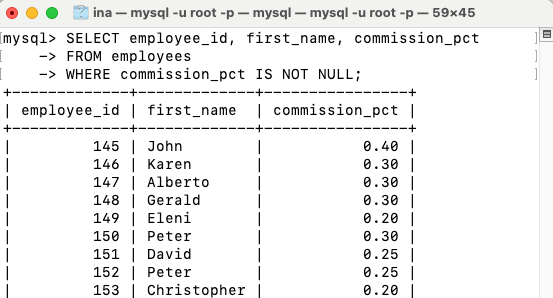 ina — mysql -u root -p — mysql — mysql -u root -p — 59×45
[mysql> SELECT employee_id, first_name, commission_pct ]
[    -> FROM employees ]
[    -> WHERE commission_pct IS NOT NULL; ]
+-------------+-------------+----------------+
| employee_id | first_name  | commission_pct |
+-------------+-------------+----------------+
|         145 | John        |           0.40 |
|         146 | Karen       |           0.30 |
|         147 | Alberto     |           0.30 |
|         148 | Gerald      |           0.30 |
|         149 | Eleni       |           0.20 |
|         150 | Peter       |           0.30 |
|         151 | David       |           0.25 |
|         152 | Peter       |           0.25 |
|         153 | Christopher |           0.20 |